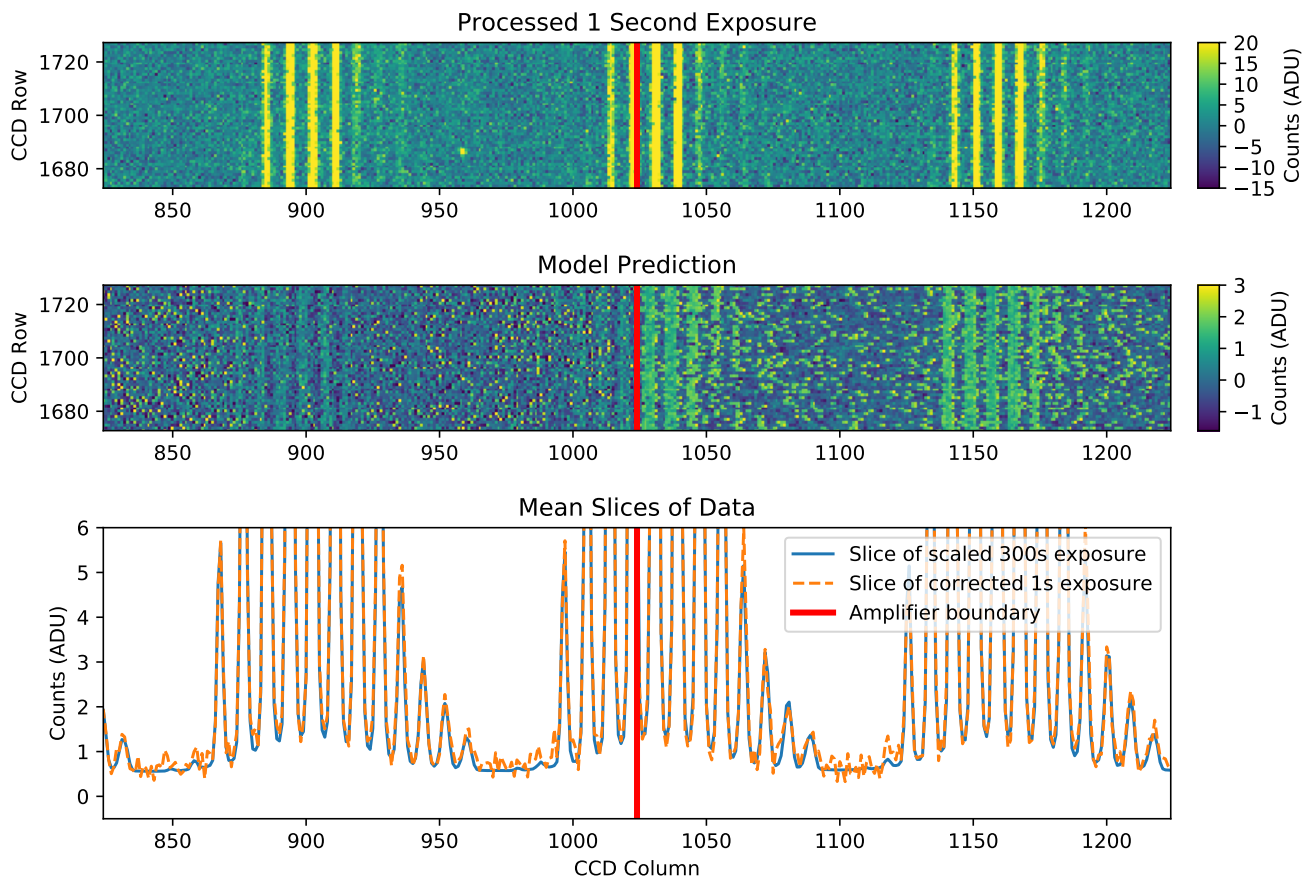 Processed 1 Second Exposure
CCD Row
1720
1700
1680
850 900 950 1000 1050 1100 1150 1200
20
15
10
5
0
−5
−10
−15
Counts (ADU)
Model Prediction
CCD Row
1720
1700
1680
850 900 950 1000 1050 1100 1150 1200
3
2
1
0
−1
Counts (ADU)
Mean Slices of Data
Counts (ADU)
6
5
4
3
2
1
0
Slice of scaled 300s exposure
Slice of corrected 1s exposure
Amplifier boundary
850 900 950 1000 1050 1100 1150 1200
CCD Column